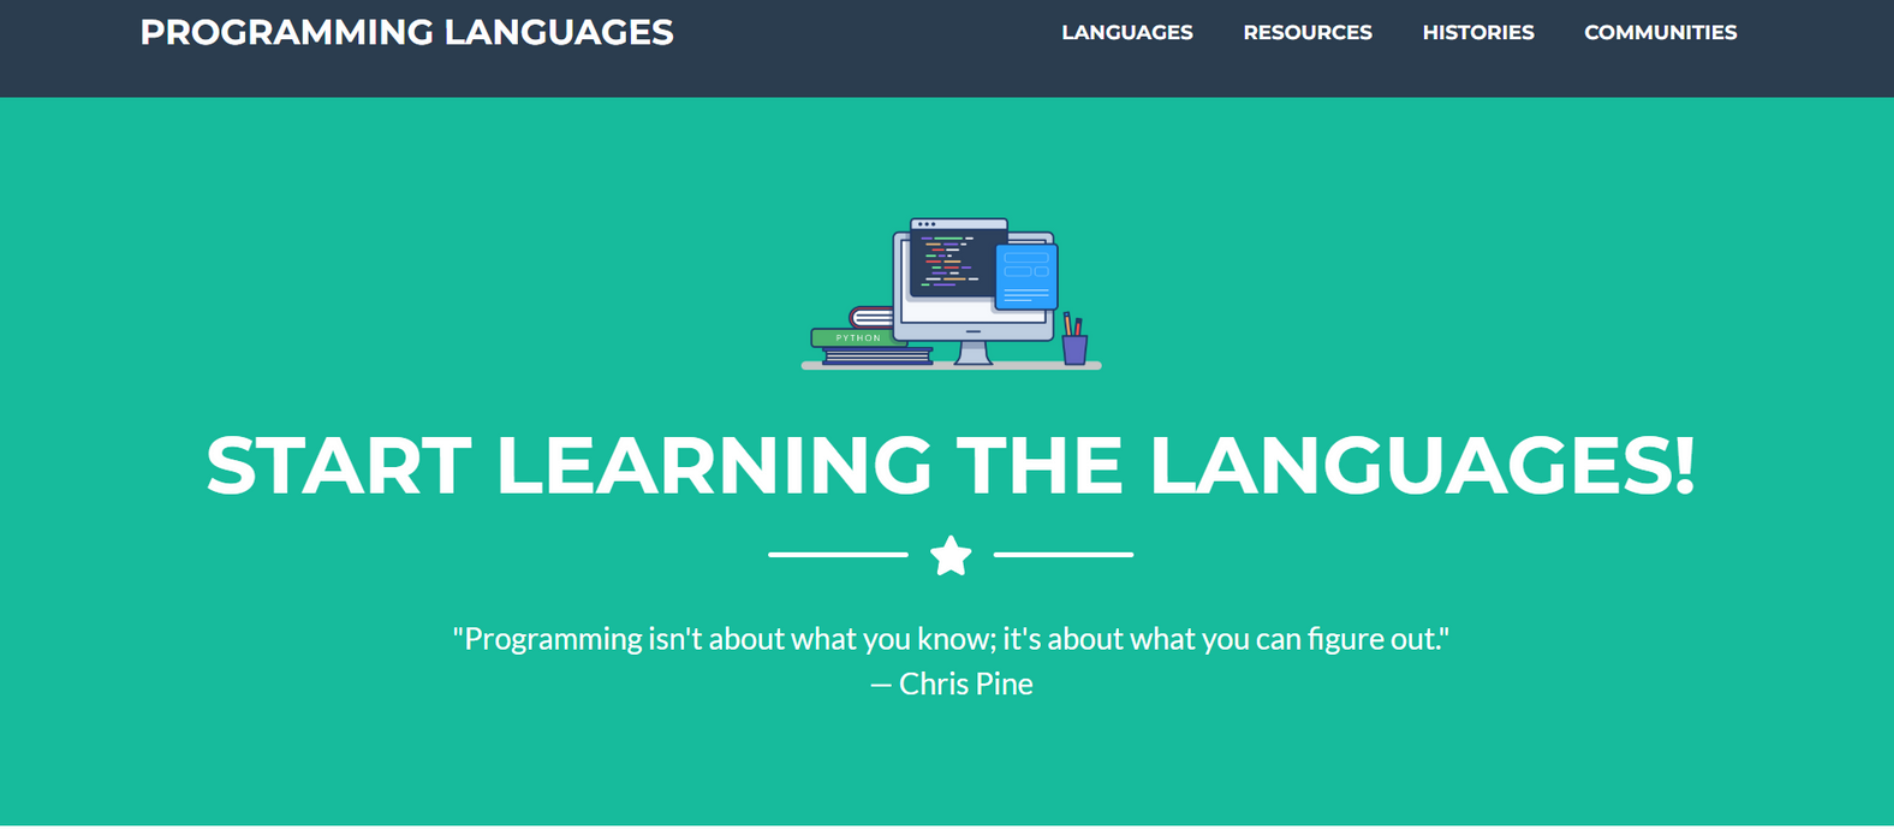 PROGRAMMING LANGUAGES
LANGUAGES RESOURCES HISTORIES COMMUNITIES
PYTHON
START LEARNING THE LANGUAGES!
"Programming isn't about what you know; it's about what you can figure out."
— Chris Pine